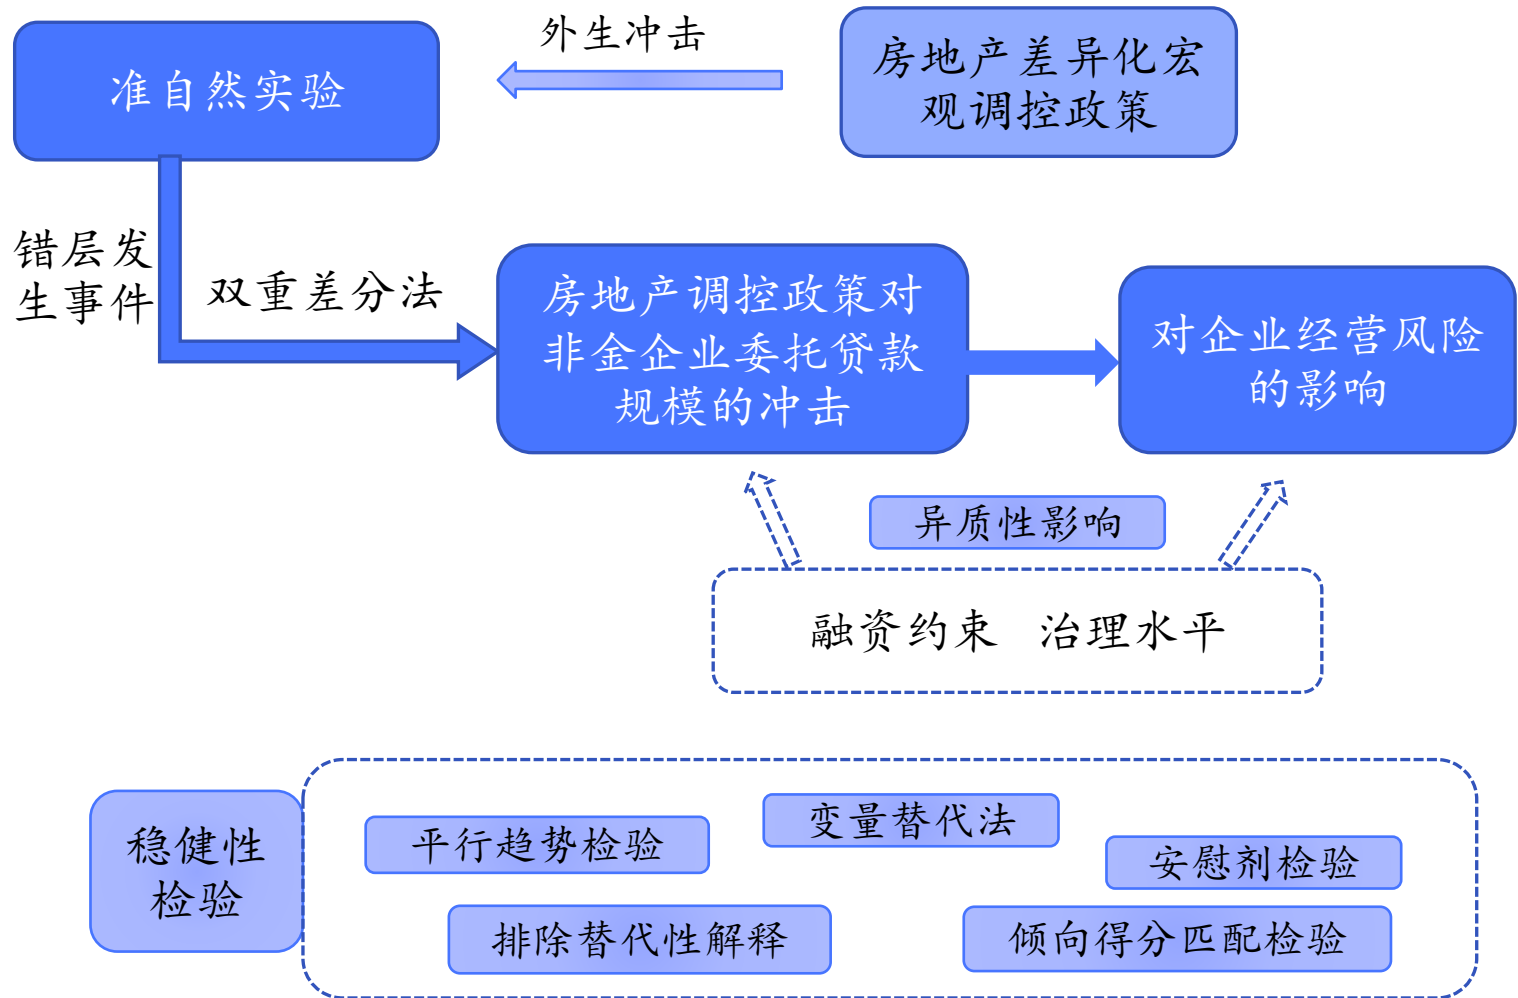 外生冲击
准自然实验
房地产差异化宏
观调控政策
错层发
生事件
双重差分法
房地产调控政策对
非金企业委托贷款
规模的冲击
对企业经营风险
的影响
异质性影响
融资约束 治理水平
稳健性
检验
平行趋势检验
变量替代法
安慰剂检验
排除替代性解释
倾向得分匹配检验